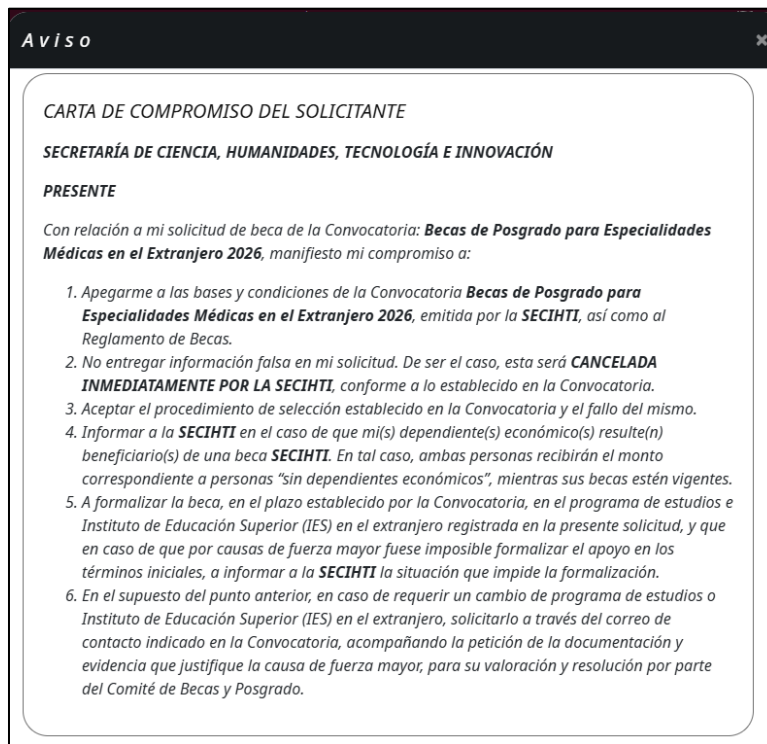 Aviso
×
CARTA DE COMPROMISO DEL SOLICITANTE
SECRETARÍA DE CIENCIA, HUMANIDADES, TECNOLOGÍA E INNOVACIÓN
PRESENTE
Con relación a mi solicitud de beca de la Convocatoria: Becas de Posgrado para Especialidades
Médicas en el Extranjero 2026, manifiesto mi compromiso a:
1. Apegarme a las bases y condiciones de la Convocatoria Becas de Posgrado para
Especialidades Médicas en el Extranjero 2026, emitida por la SECIHTI, así como al
Reglamento de Becas.
2. No entregar información falsa en mi solicitud. De ser el caso, esta será CANCELADA
INMEDIATAMENTE POR LA SECIHTI, conforme a lo establecido en la Convocatoria.
3. Aceptar el procedimiento de selección establecido en la Convocatoria y el fallo del mismo.
4. Informar a la SECIHTI en el caso de que mi(s) dependiente(s) económico(s) resulte(n)
beneficiario(s) de una beca SECIHTI. En tal caso, ambas personas recibirán el monto
correspondiente a personas “sin dependientes económicos”, mientras sus becas estén vigentes.
5. A formalizar la beca, en el plazo establecido por la Convocatoria, en el programa de estudios e
Instituto de Educación Superior (IES) en el extranjero registrada en la presente solicitud, y que
en caso de que por causas de fuerza mayor fuese imposible formalizar el apoyo en los
términos iniciales, a informar a la SECIHTI la situación que impide la formalización.
6. En el supuesto del punto anterior, en caso de requerir un cambio de programa de estudios o
Instituto de Educación Superior (IES) en el extranjero, solicitarlo a través del correo de
contacto indicado en la Convocatoria, acompañando la petición de la documentación y
evidencia que justifique la causa de fuerza mayor, para su valoración y resolución por parte
del Comité de Becas y Posgrado.